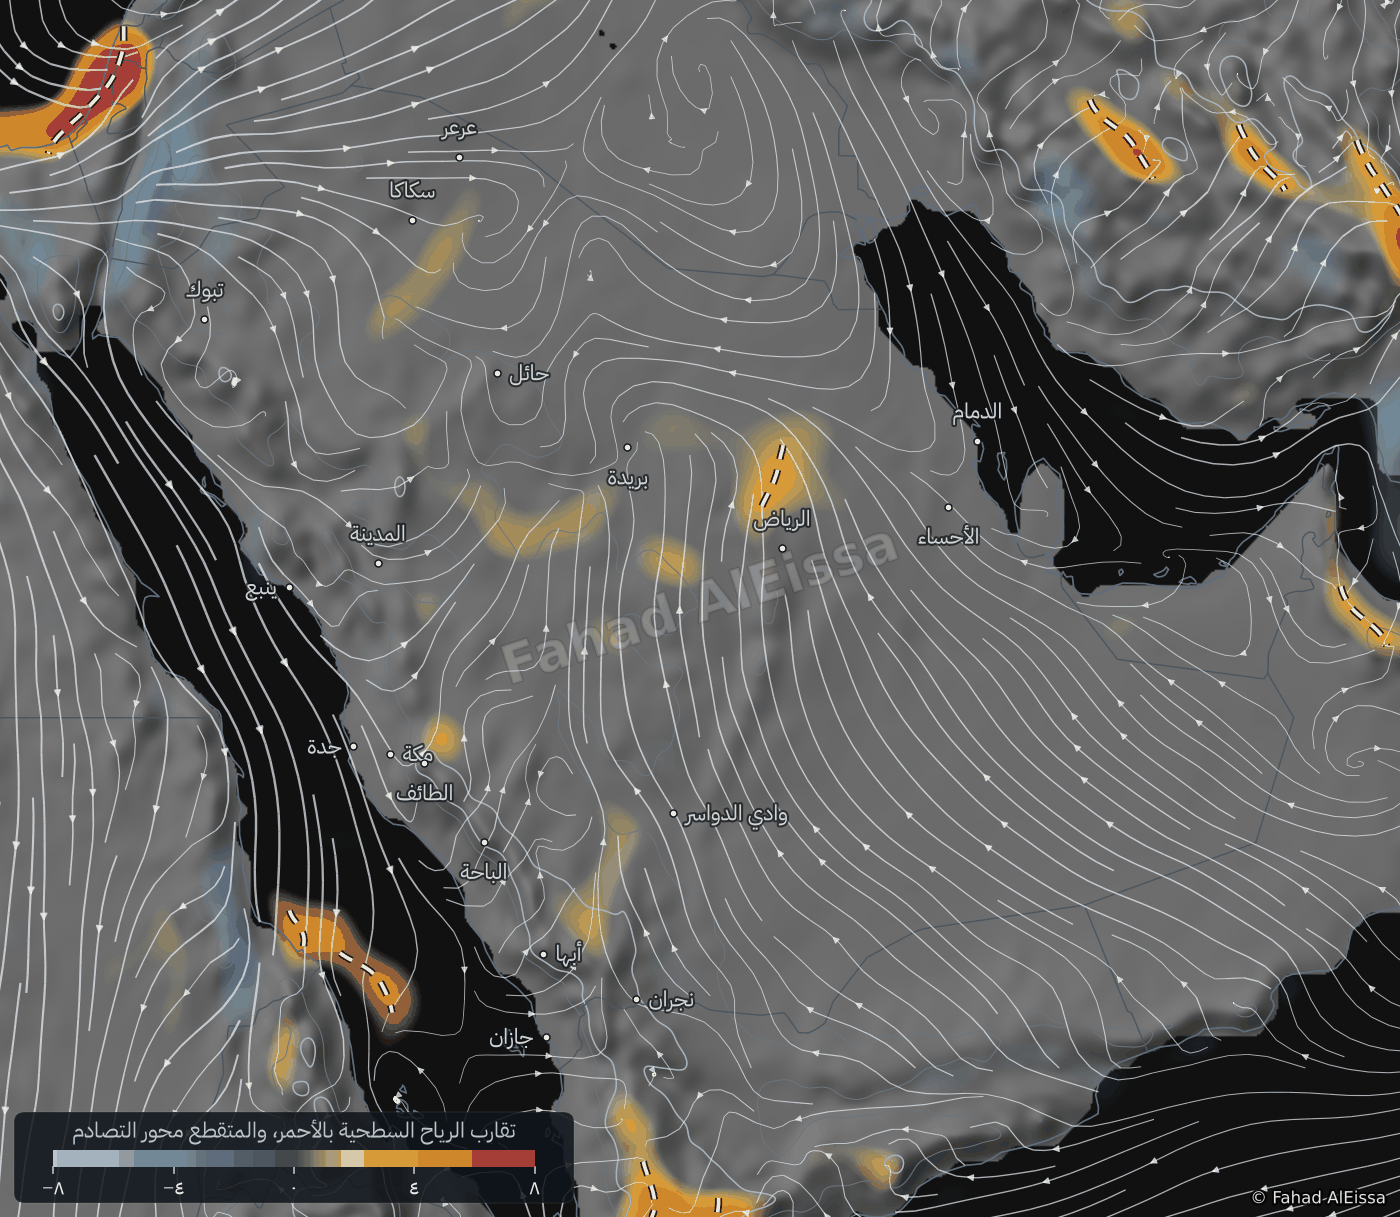 عرعر
سكاكا
تبوك
حائل
الدمام
بريدة
الرياض
الأحساء
المدينة
ينبع
Fahad AlEissa
جدة
مكة
الطائف
وادي الدواسر
الباحة
أبها
نجران
جازان
تقارب الرياح السطحية بالأحمر، والمتقطع محور التصادم
−٨ −٤ ٠ ٤ ٨
© Fahad AlEissa